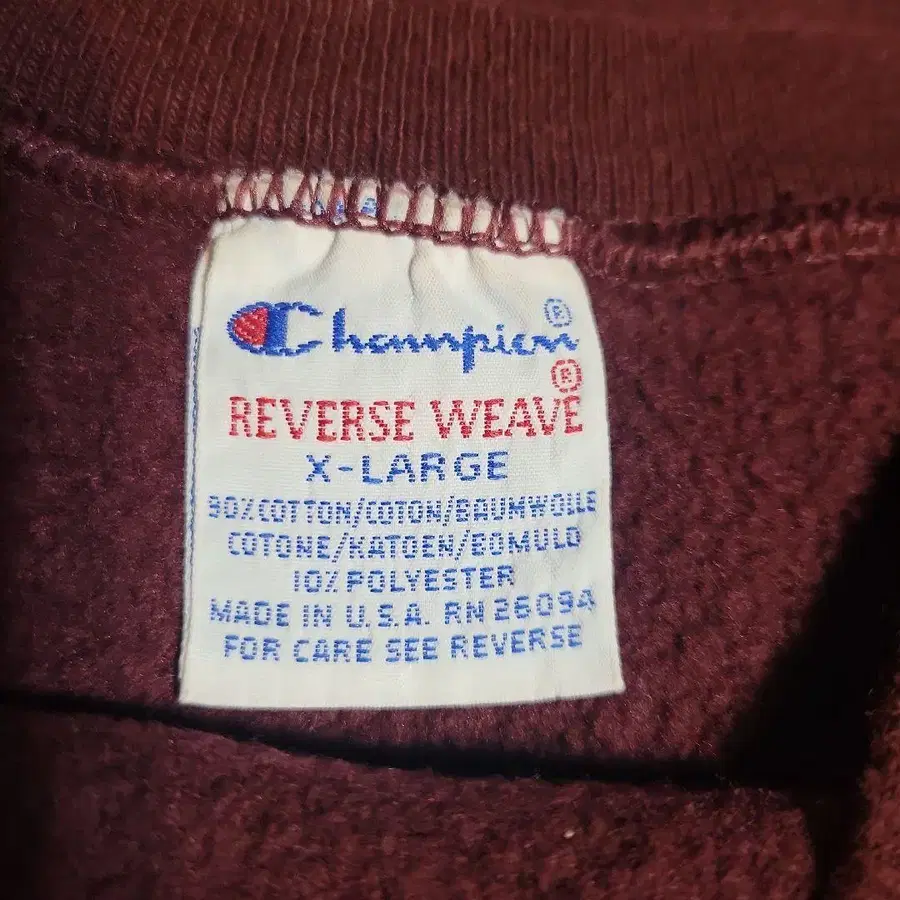 Champion®
®
REVERSE WEAVE
X-LARGE
90% COTTON/COTON/BAUMWOLLE
COTONE/KATOEN/BOMULD
10% POLYESTER
MADE IN U.S.A. RN 26094
FOR CARE SEE REVERSE